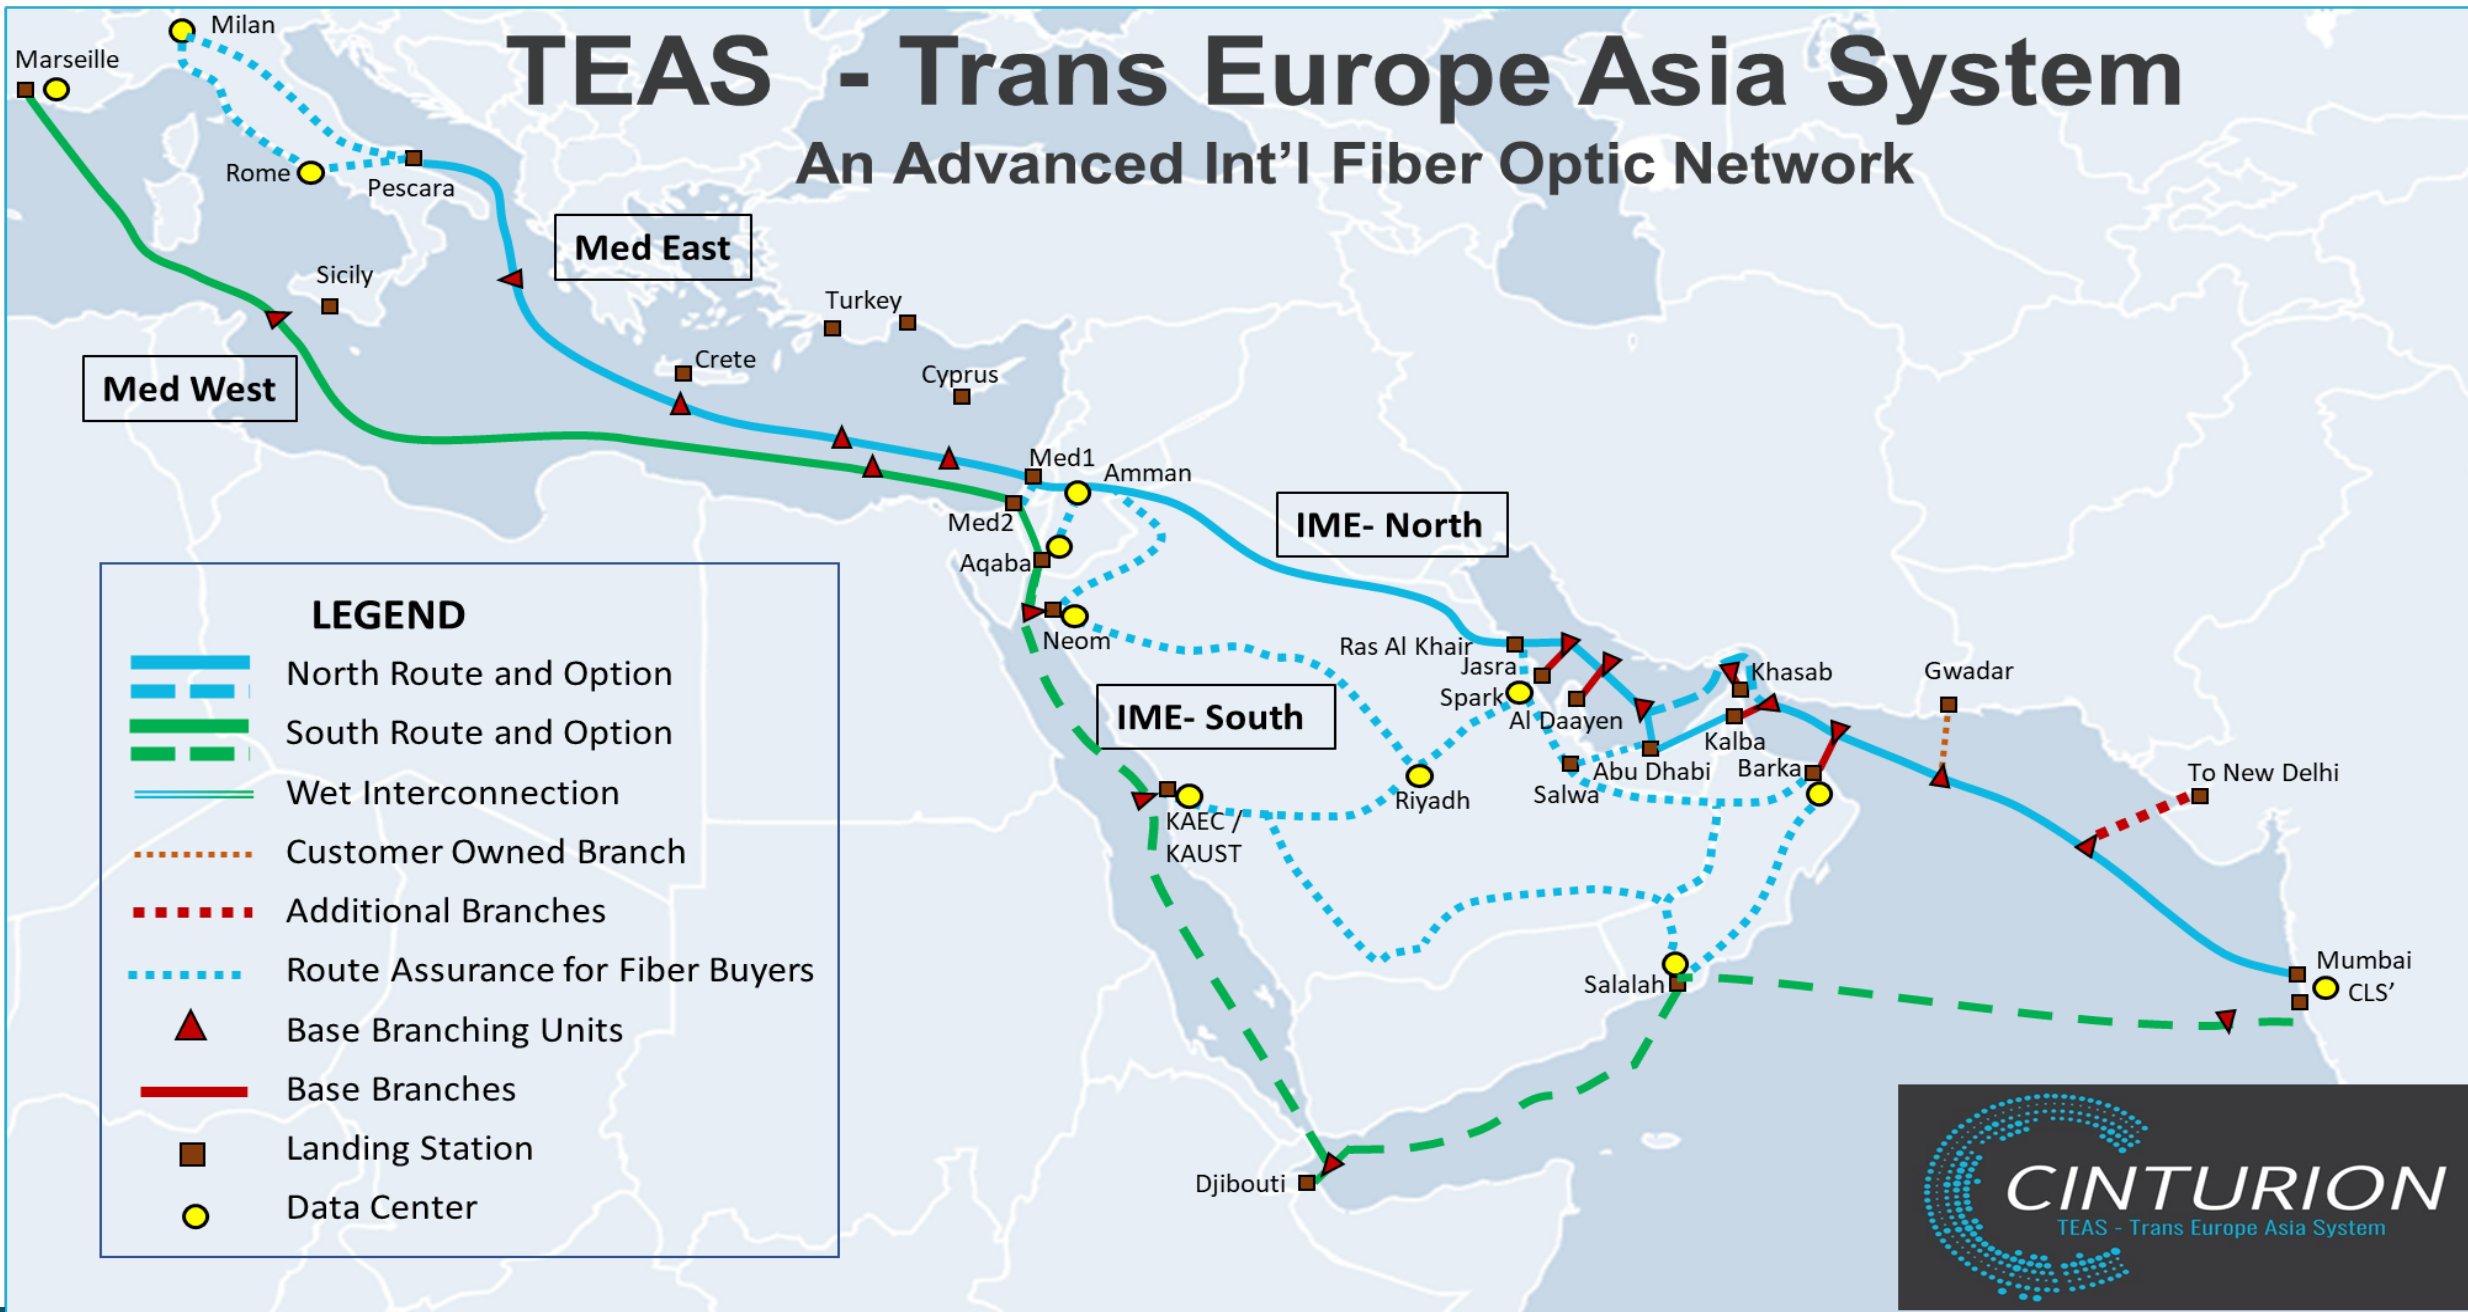 TEAS - Trans Europe Asia System
An Advanced Int’l Fiber Optic Network
Milan
Marseille
Rome
Pescara
Med East
Sicily
Turkey
Crete
Cyprus
Med West
Med1
Amman
Med2
IME- North
Aqaba
Neom
Ras Al Khair
Jasra
Spark
Al Daayen
Khasab
Gwadar
IME- South
Kalba
Abu Dhabi
Barka
Salwa
Riyadh
To New Delhi
KAEC /
KAUST
Salalah
Mumbai
CLS’
Djibouti
LEGEND
North Route and Option
South Route and Option
Wet Interconnection
Customer Owned Branch
Additional Branches
Route Assurance for Fiber Buyers
Base Branching Units
Base Branches
Landing Station
Data Center
CINTURION
TEAS - Trans Europe Asia System